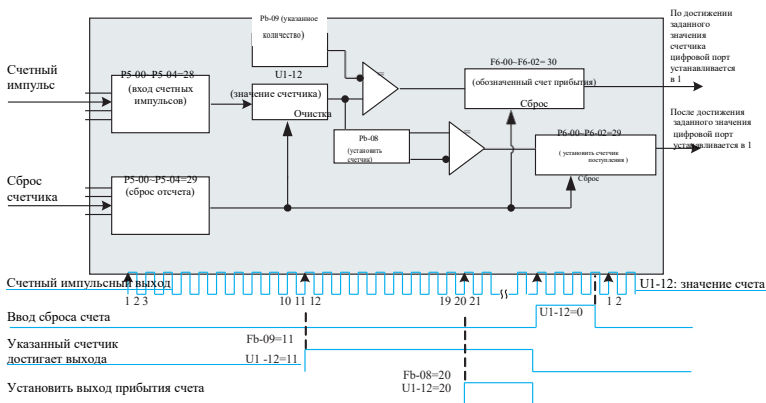 Pb-09 (указанное
количество)
По достижении
заданного
значения
счетчика
цифровой порт
устанавливается
в 1
Счетный
импульс
P5-00~P5-04=28
(вход счетных
импульсов)
U1-12
(значение счетчика)
Очистка
=
F6-00~F6-02= 30
(обозначенный счет прибытия)
Сброс
Pb-08
(установить
счетчик)
=
P6-00~P6-02=29
( установить счетчик
поступления )
Сброс
После достижения
заданного значения
цифровой порт
устанавливается в 1
Сброс
счетчика
P5-00~P5-04=29
(сброс отсчета)
Счетный импульсный выход
U1-12: значение счета
1 2 3
10 11 12
19 20 21
1 2
Ввод сброса счета
U1-12=0
Указанный счетчик
достигает выхода
Fb-09=11
U1 -12=11
Установить выход прибытия счета
Fb-08=20
U1-12=20